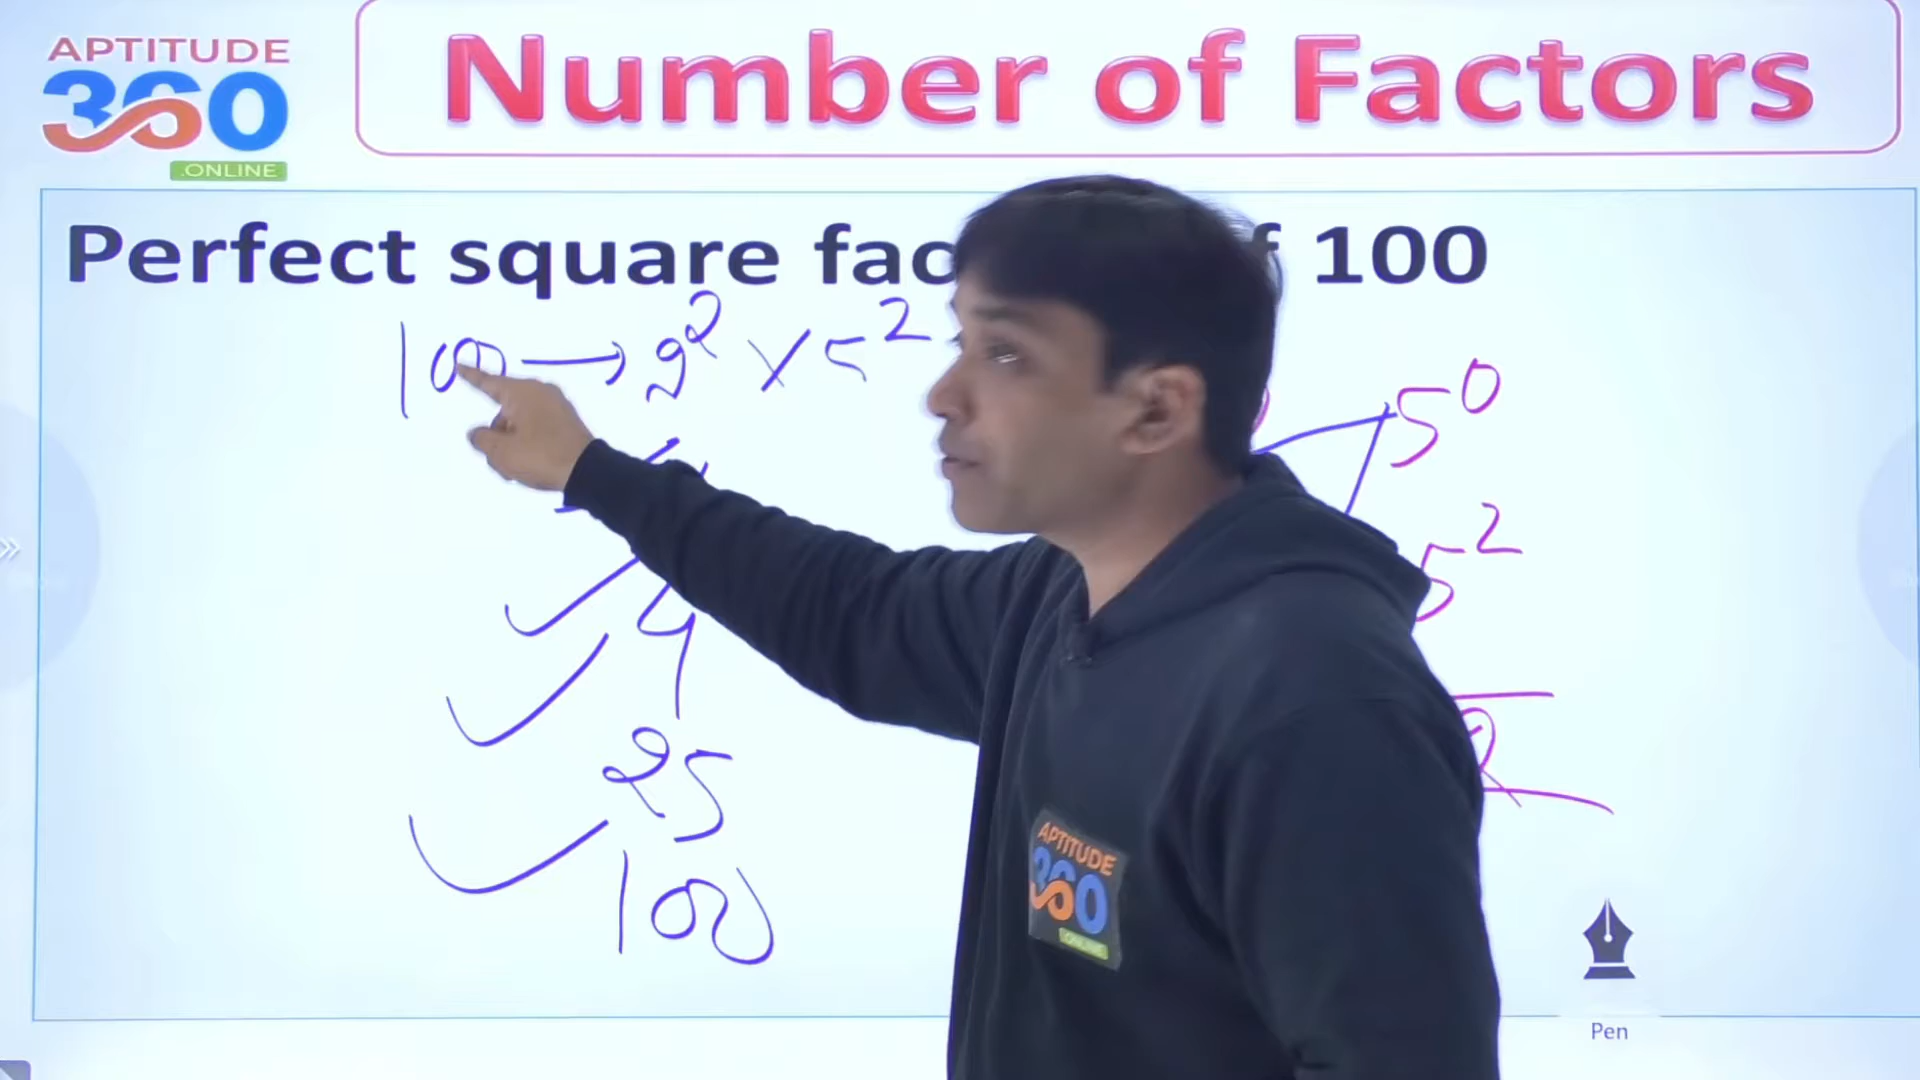 APTITUDE
360
.ONLINE
Number of Factors
Perfect square fac f 100
100 → 2² × 5²
5⁰
5²
4
25
100
2
APTITUDE
360
.ONLINE
Pen